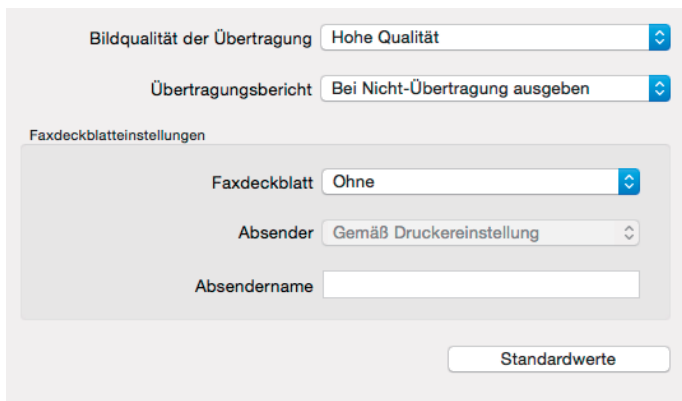 Bildqualität der Übertragung Hohe Qualität
Übertragungsbericht Bei Nicht-Übertragung ausgeben
Faxdeckblatteinstellungen
Faxdeckblatt Ohne
Absender Gemäß Druckereinstellung
Absendername
Standardwerte